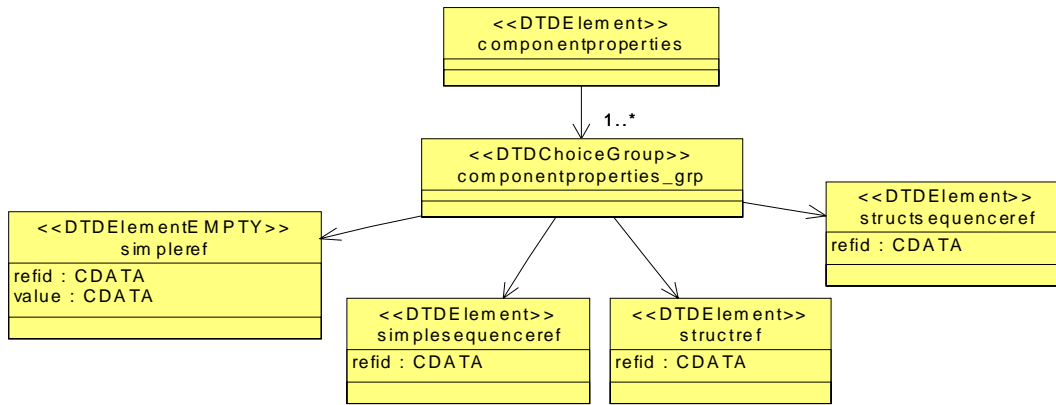 <<DTDElement>>
componentproperties
1..*
<<DTDChoiceGroup>>
componentproperties_grp
<<DTDElement>>
structsequenceref
refid : CDATA
<<DTDElementEMPTY>>
simpleref
refid : CDATA
value : CDATA
<<DTDElement>>
simplesequenceref
refid : CDATA
<<DTDElement>>
structref
refid : CDATA